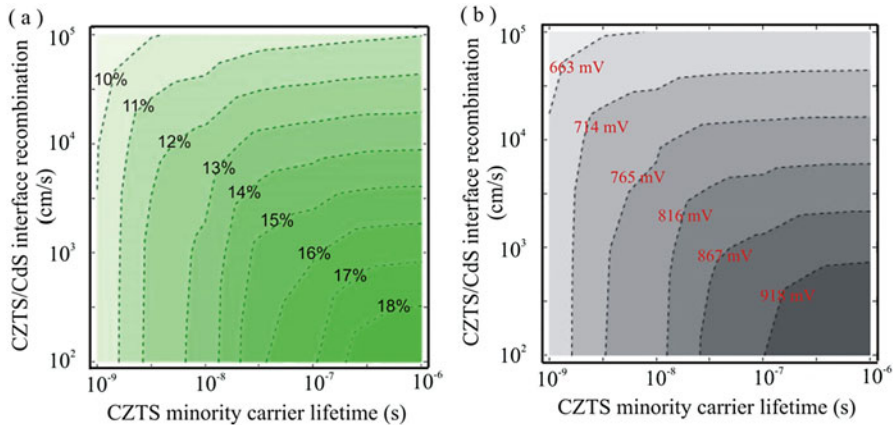 ( a )
10^5
10^4
10^3
10^2
CZTS/CdS interface recombination
(cm/s)
10%
11%
12%
13%
14%
15%
16%
17%
18%
10^-9
10^-8
10^-7
10^-6
CZTS minority carrier lifetime (s)
( b )
10^5
10^4
10^3
10^2
CZTS/CdS interface recombination
(cm/s)
663 mV
714 mV
765 mV
816 mV
867 mV
918 mV
10^-9
10^-8
10^-7
10^-6
CZTS minority carrier lifetime (s)